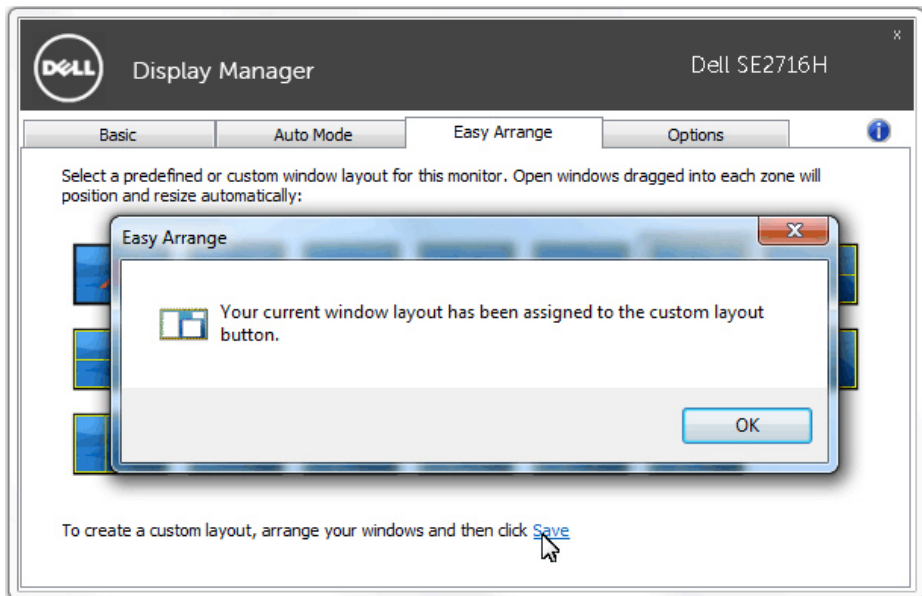 DELL
Display Manager
Dell SE2716H
x
Basic
Auto Mode
Easy Arrange
Options
i
Select a predefined or custom window layout for this monitor. Open windows dragged into each zone will
position and resize automatically:
Easy Arrange
x
Your current window layout has been assigned to the custom layout
button.
OK
To create a custom layout, arrange your windows and then click Save